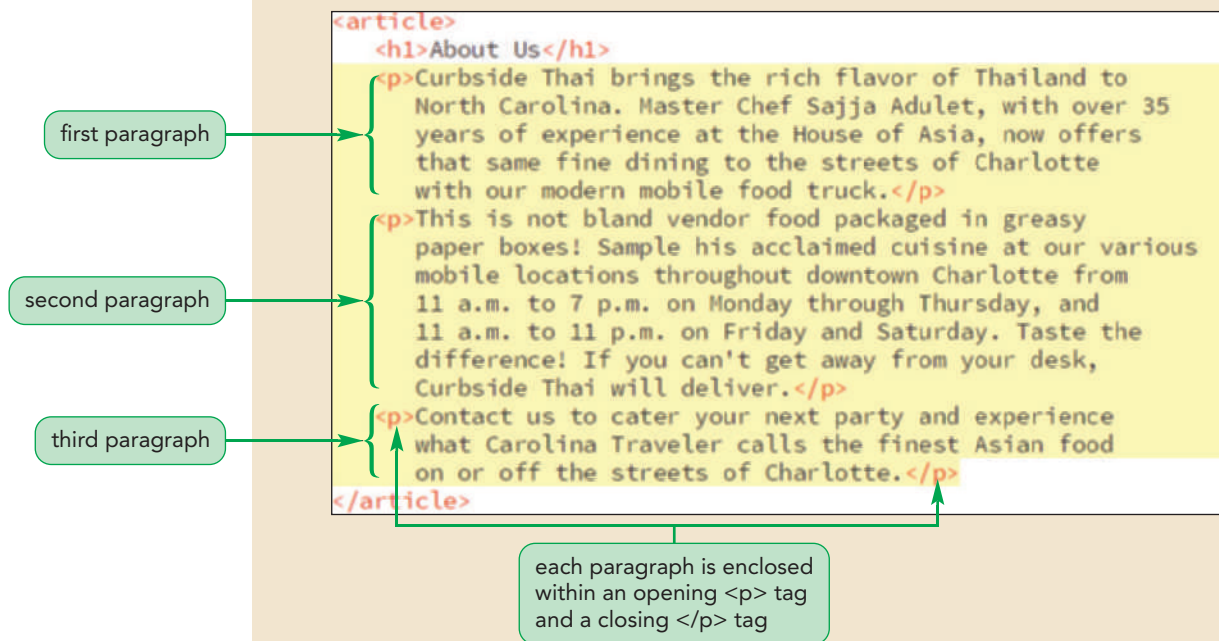 <article>
<h1>About Us</h1>
<p>Curbside Thai brings the rich flavor of Thailand to
North Carolina. Master Chef Sajja Adulet, with over 35
years of experience at the House of Asia, now offers
that same fine dining to the streets of Charlotte
with our modern mobile food truck.</p>
<p>This is not bland vendor food packaged in greasy
paper boxes! Sample his acclaimed cuisine at our various
mobile locations throughout downtown Charlotte from
11 a.m. to 7 p.m. on Monday through Thursday, and
11 a.m. to 11 p.m. on Friday and Saturday. Taste the
difference! If you can't get away from your desk,
Curbside Thai will deliver.</p>
<p>Contact us to cater your next party and experience
what Carolina Traveler calls the finest Asian food
on or off the streets of Charlotte.</p>
</article>
first paragraph
second paragraph
third paragraph
each paragraph is enclosed
within an opening <p> tag
and a closing </p> tag